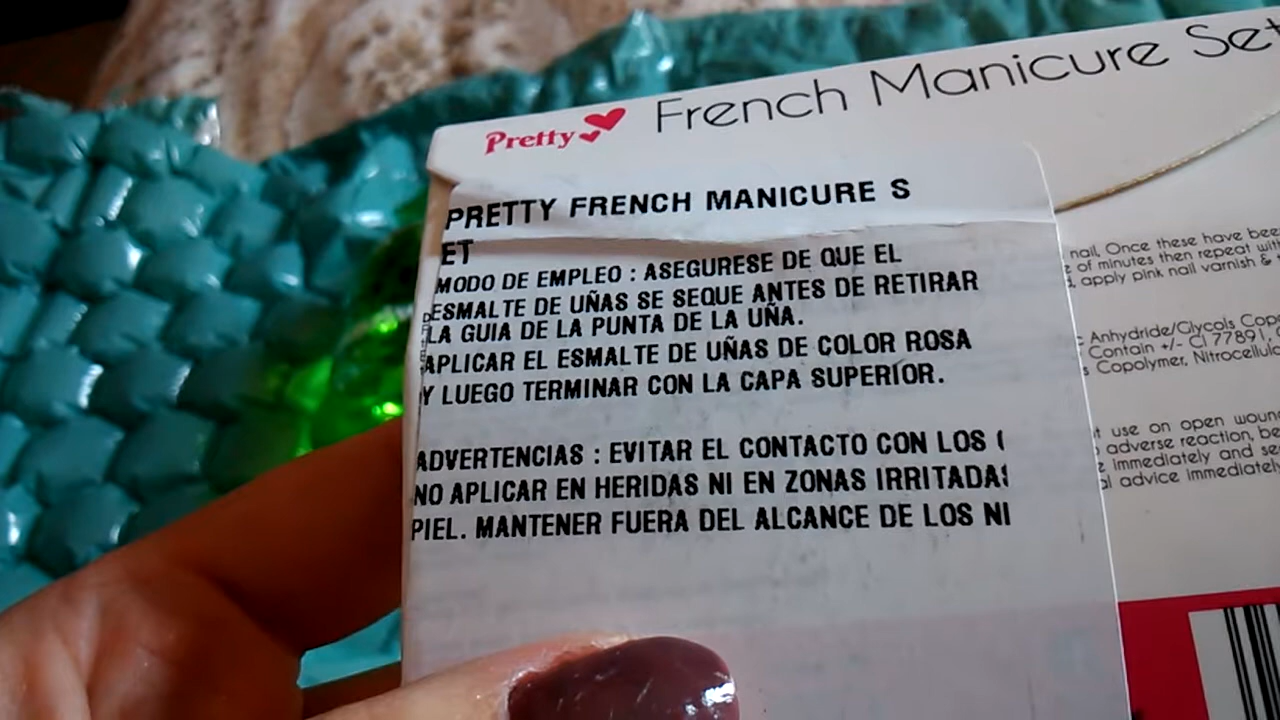 Pretty French Manicure Set
PRETTY FRENCH MANICURE S
ET
MODO DE EMPLEO : ASEGURESE DE QUE EL
ESMALTE DE UÑAS SE SEQUE ANTES DE RETIRAR
LA GUIA DE LA PUNTA DE LA UÑA.
APLICAR EL ESMALTE DE UÑAS DE COLOR ROSA
Y LUEGO TERMINAR CON LA CAPA SUPERIOR.
ADVERTENCIAS : EVITAR EL CONTACTO CON LOS
NO APLICAR EN HERIDAS NI EN ZONAS IRRITADAS
PIEL. MANTENER FUERA DEL ALCANCE DE LOS NI
nail. Once these have been
of minutes then repeat with
apply pink nail varnish &
Anhydride/Glycols Cop
Contain +/- CI 77891,
Copolymer, Nitrocellulo
use on open wound
adverse reaction, be
immediately and se
advice immediately